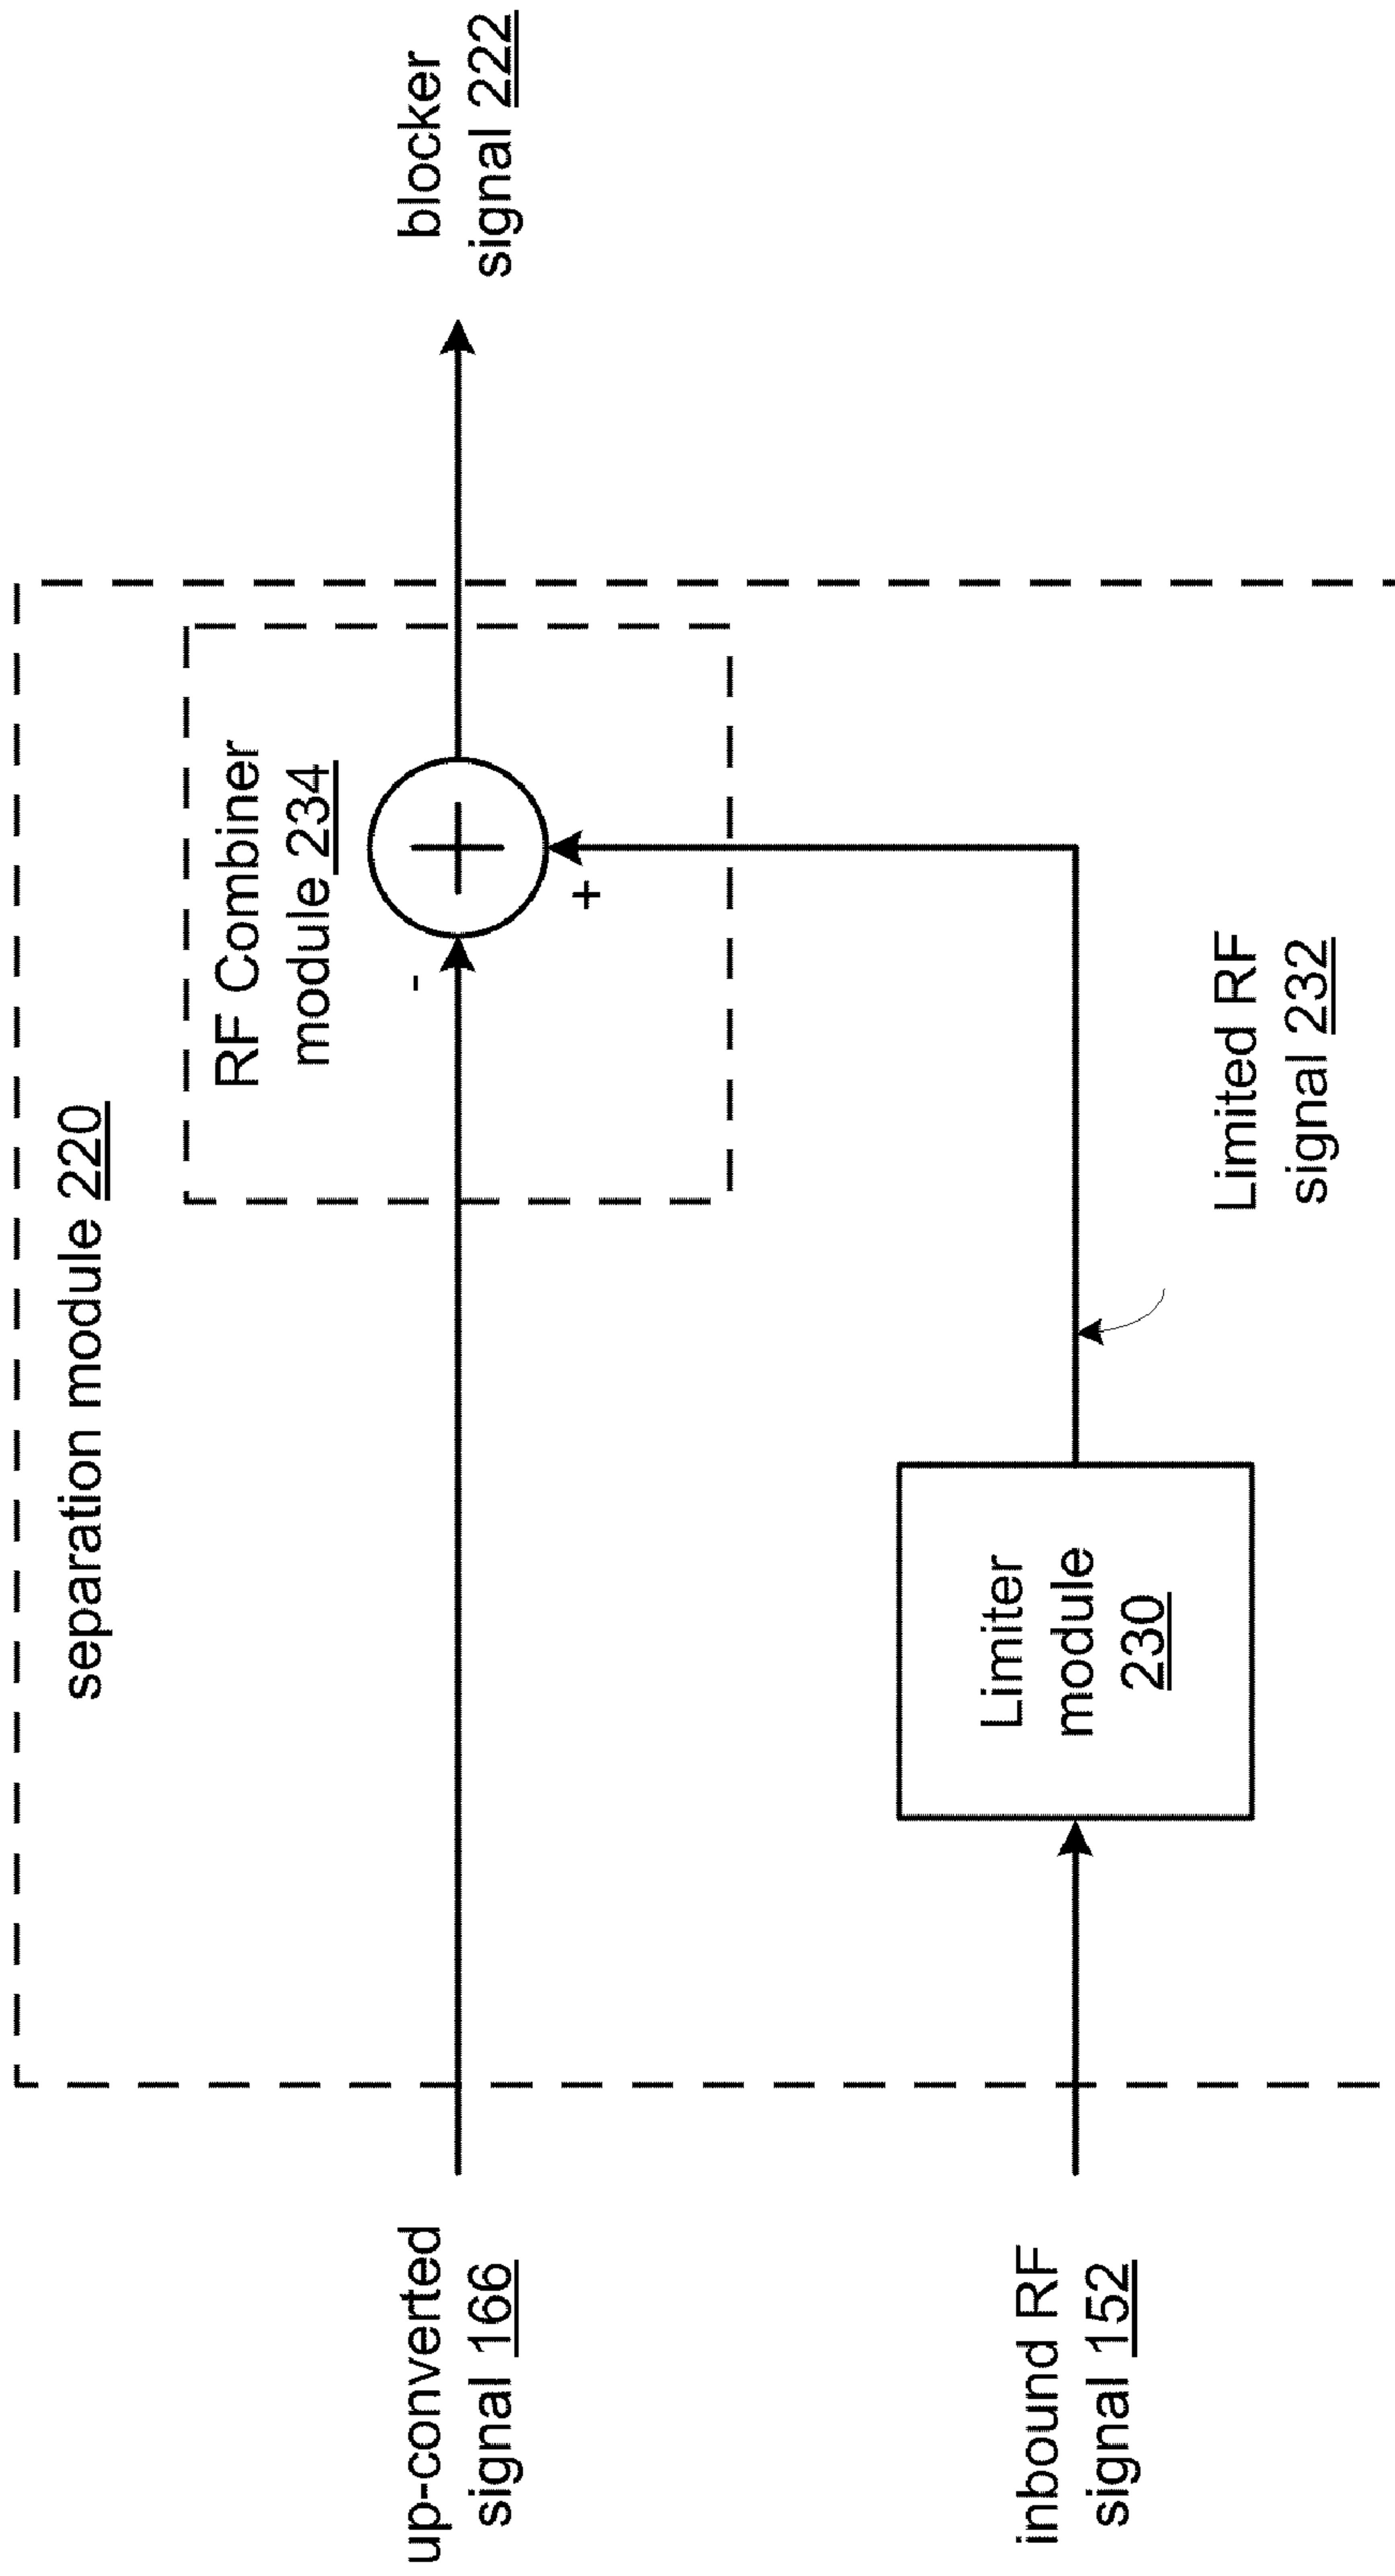 separation module 220
RF Combiner
module 234
-
+
up-converted
signal 166
blocker
signal 222
inbound RF
signal 152
Limiter
module
230
Limited RF
signal 232